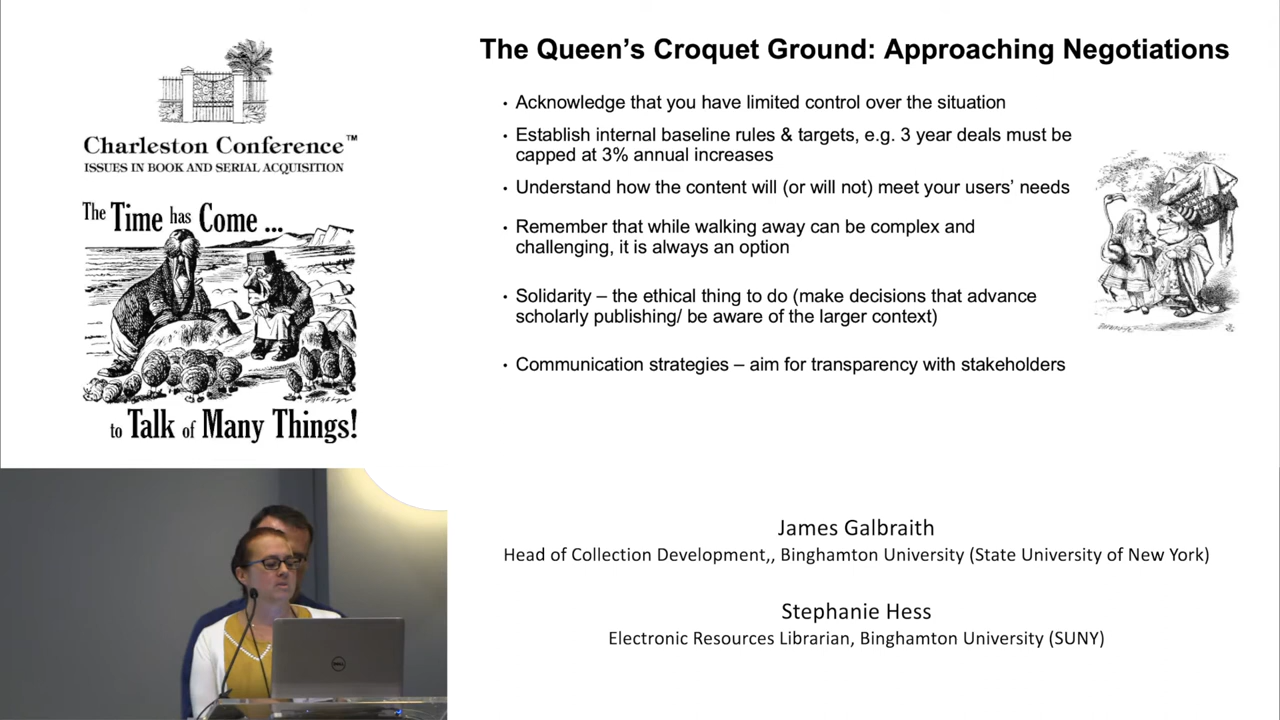 Charleston Conference™
ISSUES IN BOOK AND SERIAL ACQUISITION
The Time has Come ...
to Talk of Many Things!
The Queen’s Croquet Ground: Approaching Negotiations
• Acknowledge that you have limited control over the situation
• Establish internal baseline rules & targets, e.g. 3 year deals must be
capped at 3% annual increases
• Understand how the content will (or will not) meet your users’ needs
• Remember that while walking away can be complex and
challenging, it is always an option
• Solidarity – the ethical thing to do (make decisions that advance
scholarly publishing/ be aware of the larger context)
• Communication strategies – aim for transparency with stakeholders
James Galbraith
Head of Collection Development,, Binghamton University (State University of New York)
Stephanie Hess
Electronic Resources Librarian, Binghamton University (SUNY)
DELL